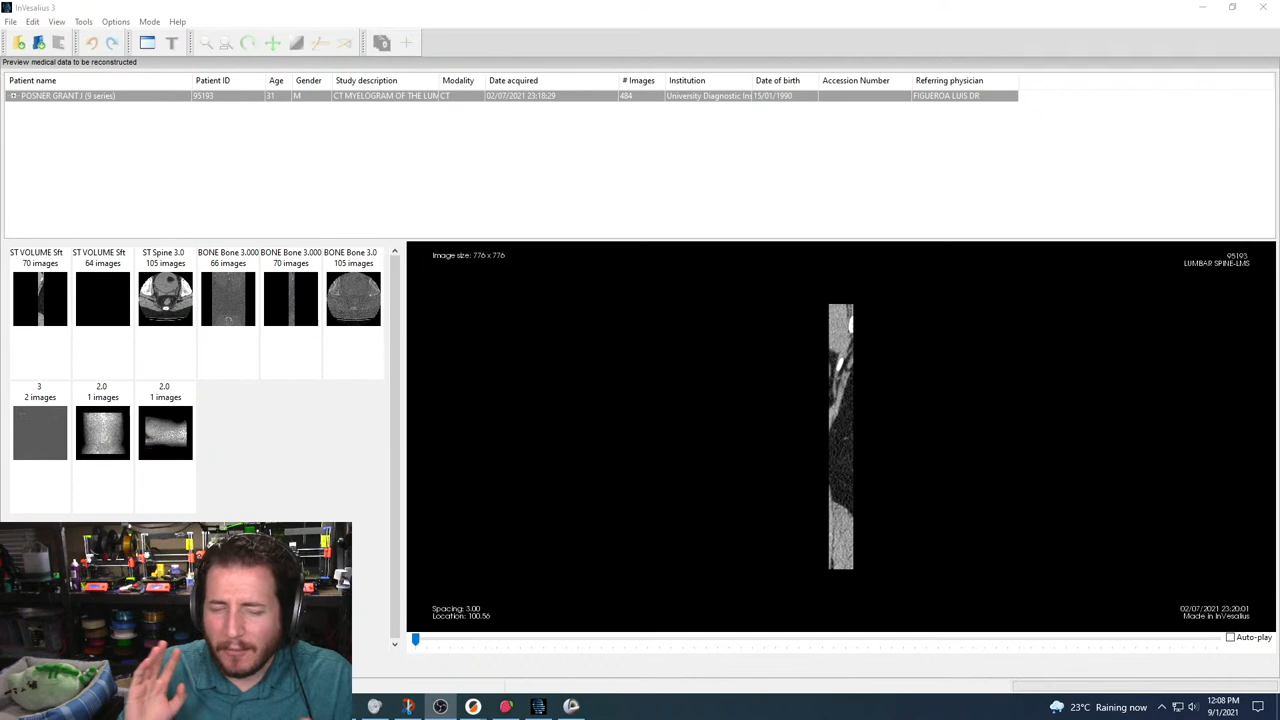 InVesalius 3
File Edit View Tools Options Mode Help
Preview medical data to be reconstructed
Patient name Patient ID Age Gender Study description Modality Date acquired # Images Institution Date of birth Accession Number Referring physician
POSNER GRANT J (9 series) 95193 31 M CT MYELOGRAM OF THE LUM CT 02/07/2021 23:18:29 484 University Diagnostic Ins 15/01/1990 FIGUEROA LUIS DR
ST VOLUME Sft ST VOLUME Sft ST Spine 3.0 BONE Bone 3.000 BONE Bone 3.000 BONE Bone 3.0
70 images 64 images 105 images 66 images 70 images 105 images
3 2.0 2.0
2 images 1 images 1 images
Image size: 776 x 776
95193
LUMBAR SPINE-LMS
Spacing: 3.00
Location: 100.56
02/07/2021 23:20:01
Made in InVesalius
Auto-play
23°C Raining now
12:08 PM
9/1/2021